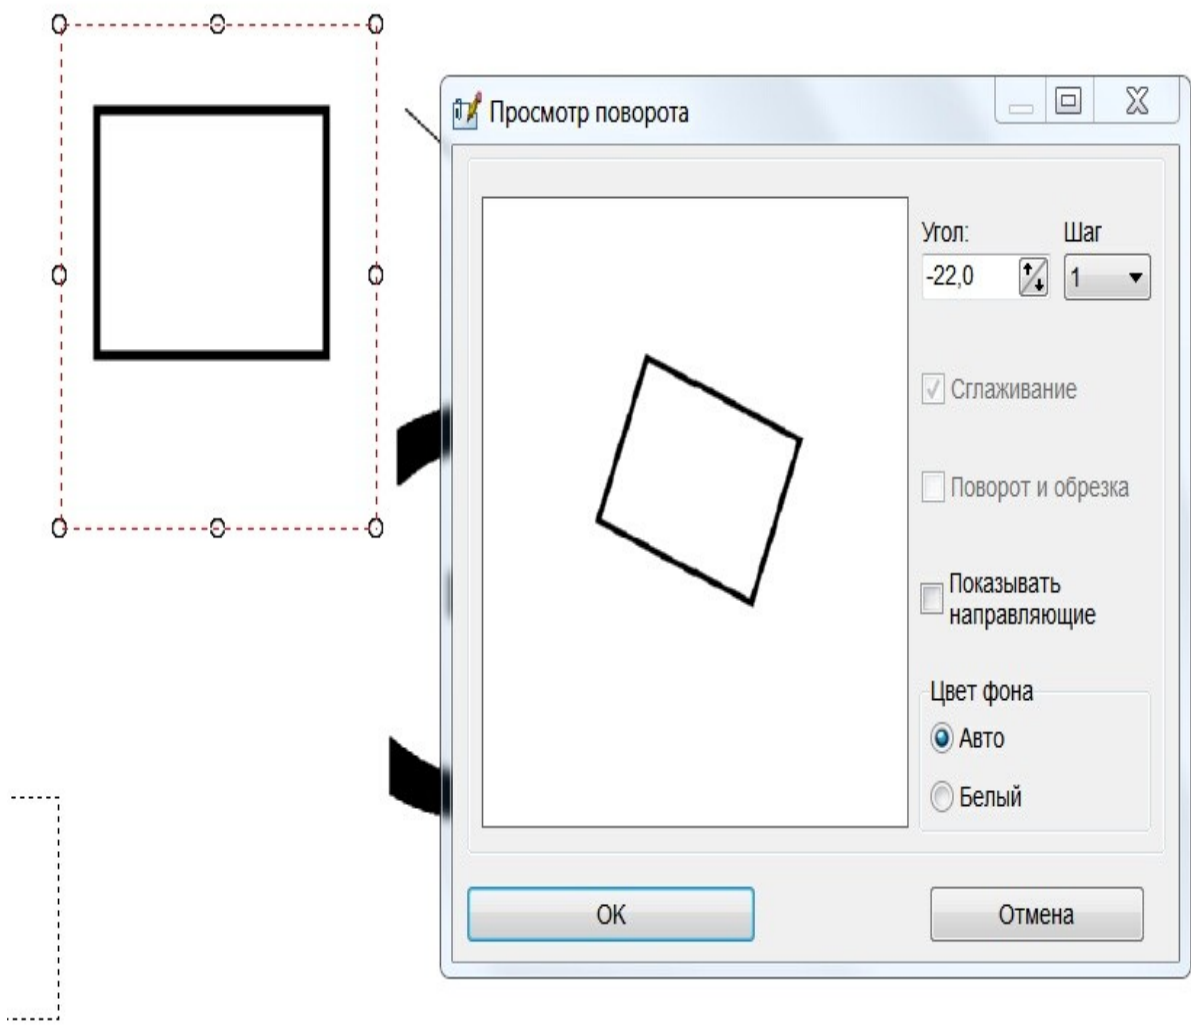 Просмотр поворота
Угол:
Шаг
-22,0
1
Сглаживание
Поворот и обрезка
Показывать
направляющие
Цвет фона
Авто
Белый
OK
Отмена